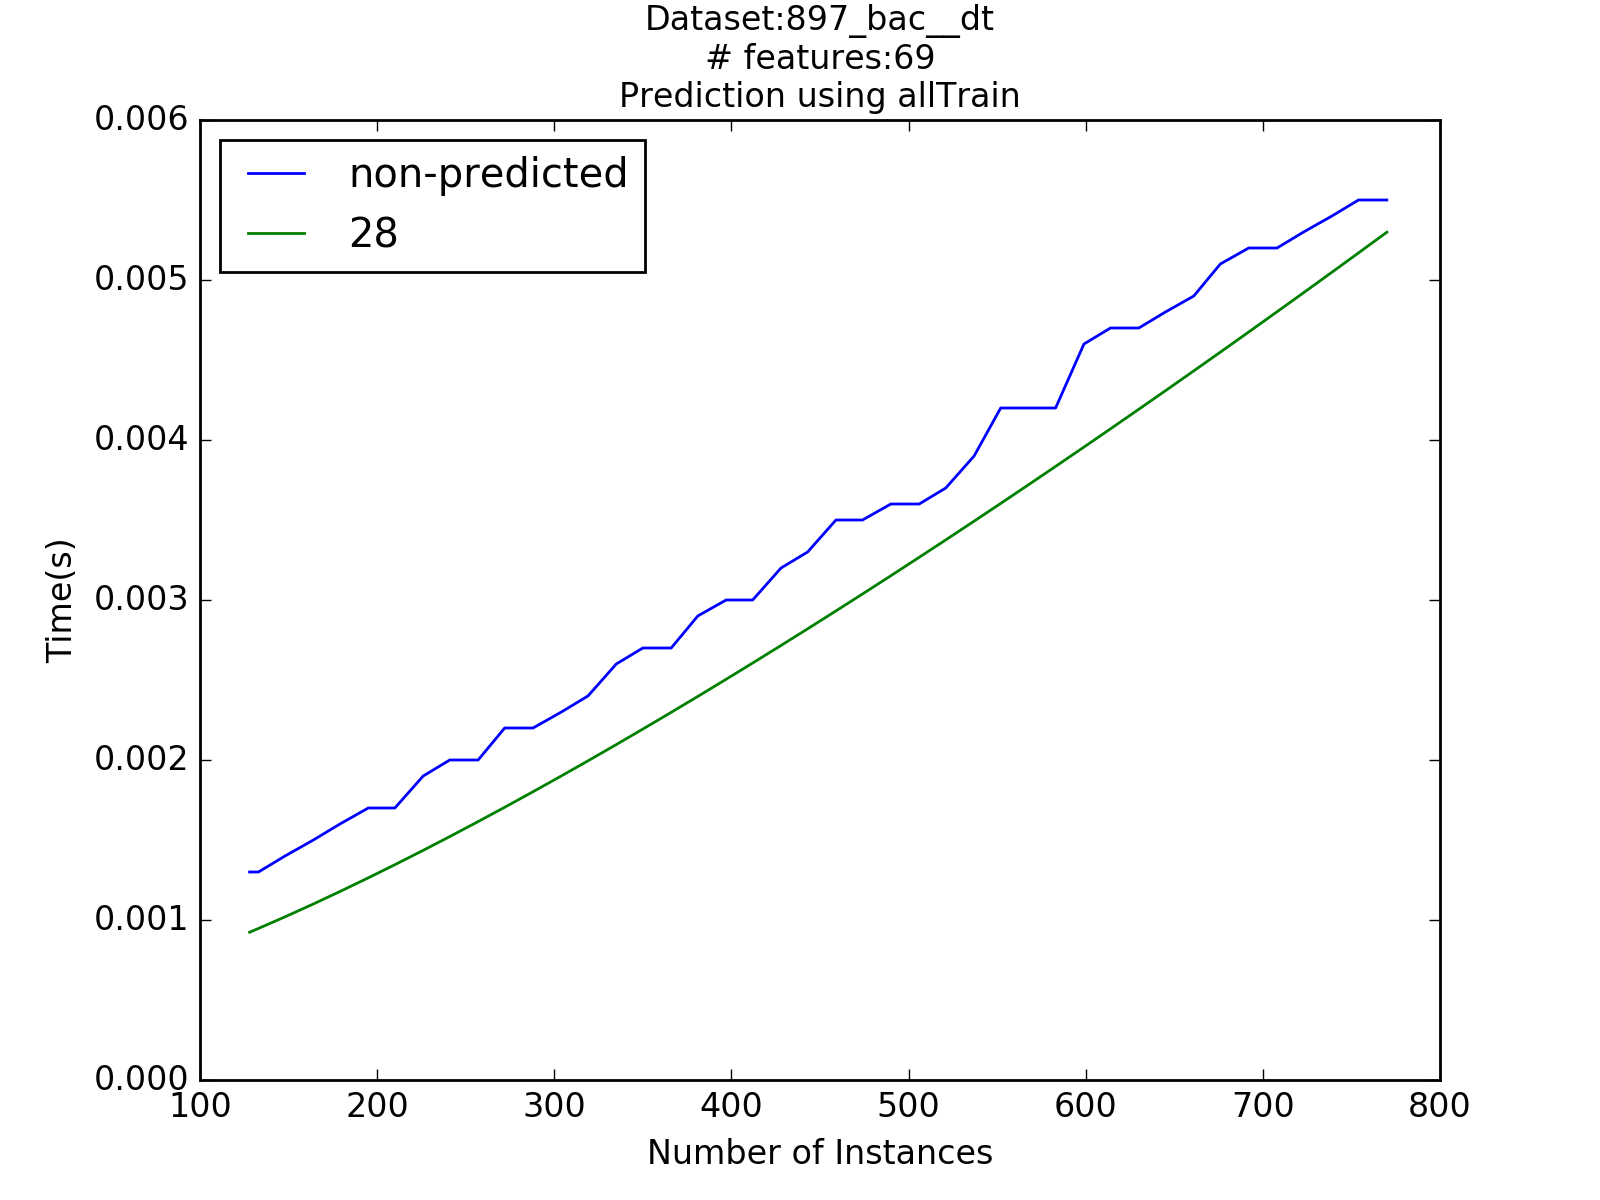 Dataset:897_bac__dt
# features:69
Prediction using allTrain
0.006
0.005
0.004
0.003
0.002
0.001
0.000
Time(s)
non-predicted
28
100 200 300 400 500 600 700 800
Number of Instances